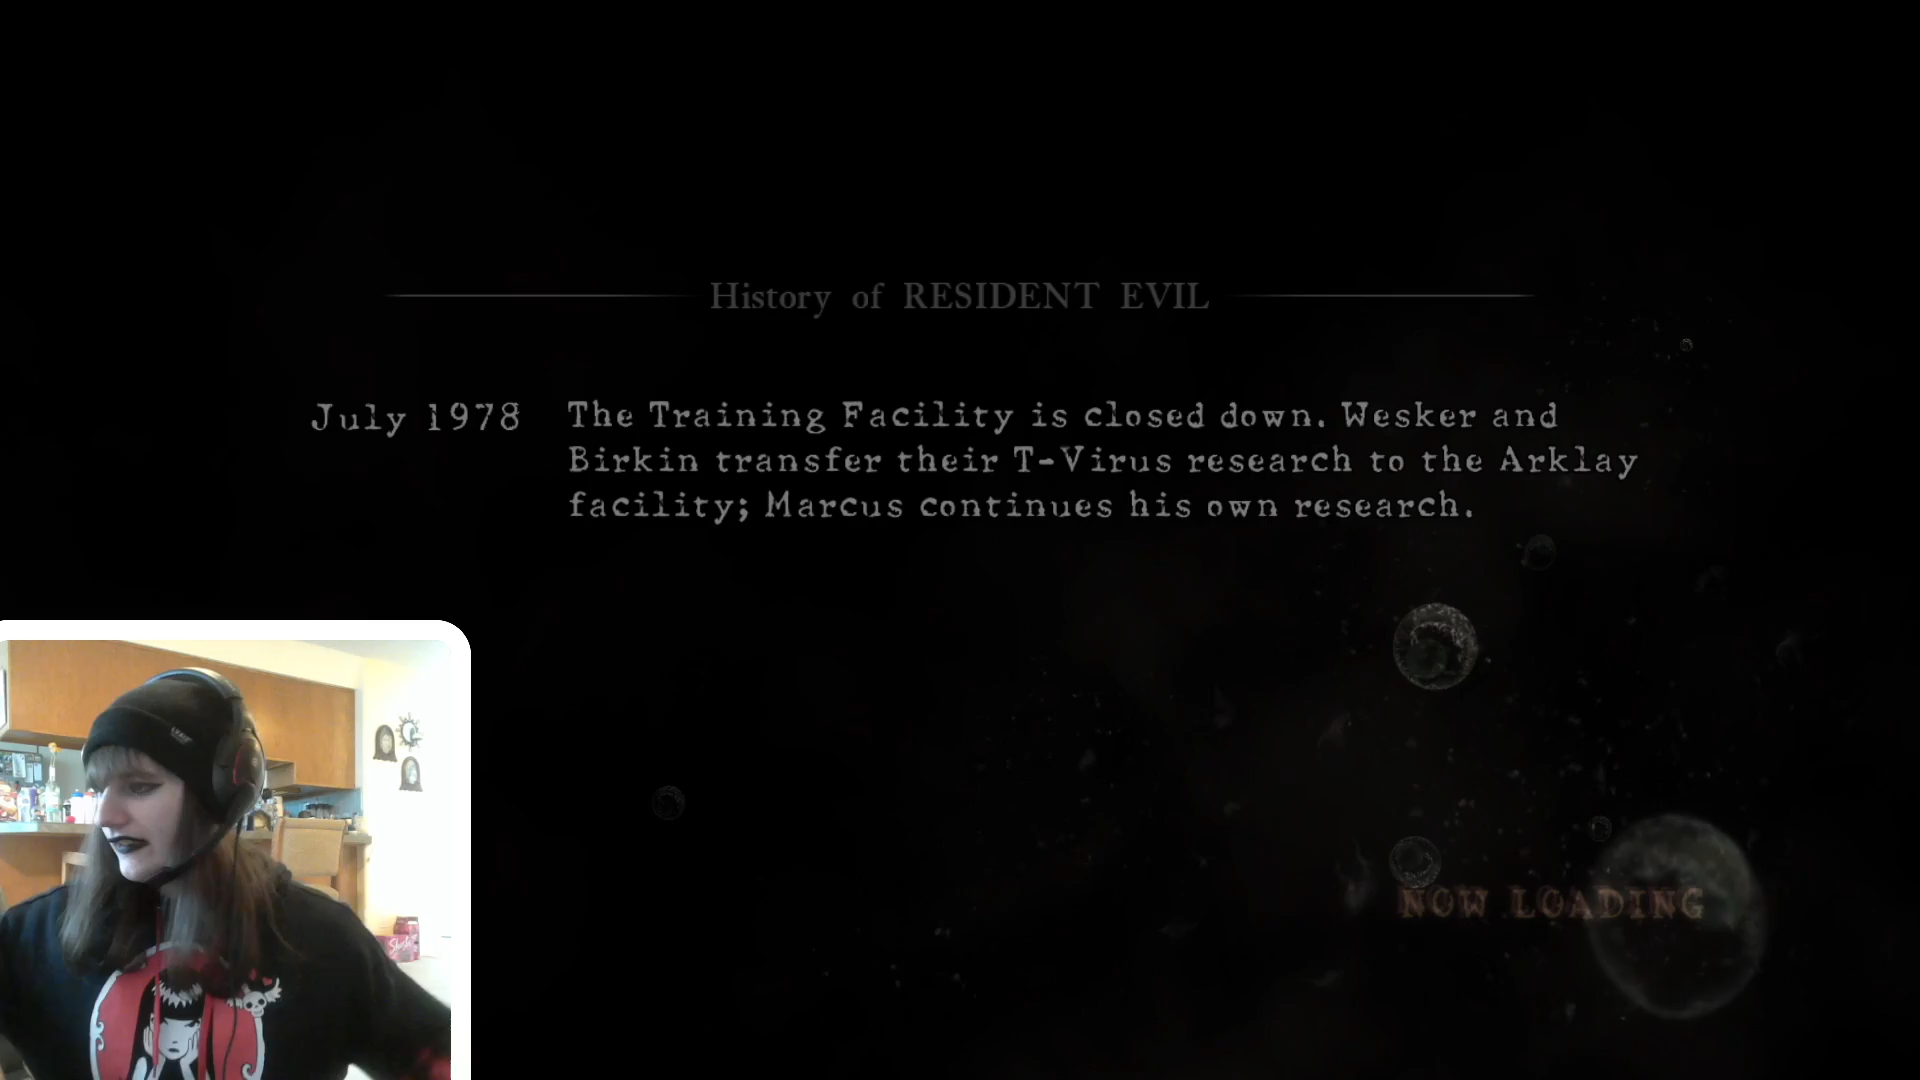 History of RESIDENT EVIL
July 1978 The Training Facility is closed down. Wesker and
Birkin transfer their T-Virus research to the Arklay
facility; Marcus continues his own research.
NOW LOADING